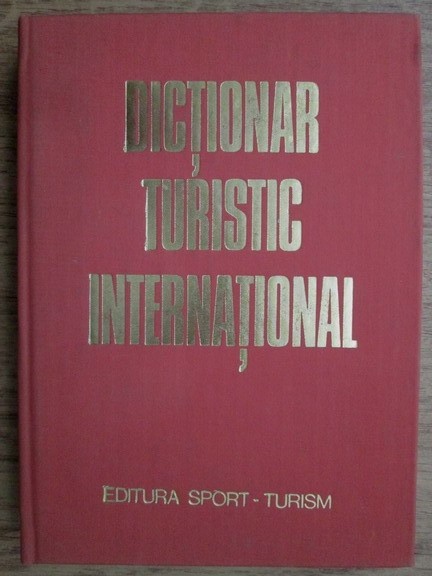 DICȚIONAR
TURISTIC
INTERNAȚIONAL
EDITURA SPORT - TURISM